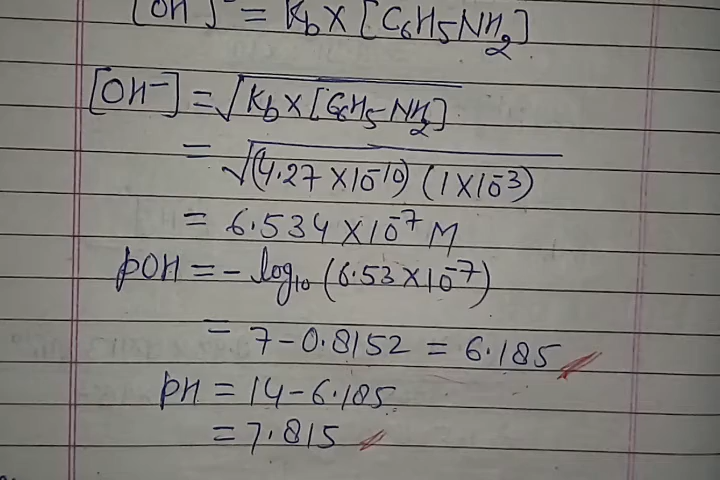 [OH⁻]² = Kb × [C6H5NH2]
[OH⁻] = √Kb × [C6H5-NH2]
= √(4.27 × 10⁻¹⁰) (1 × 10⁻³)
= 6.534 × 10⁻⁷ M
pOH = - log₁₀ (6.53 × 10⁻⁷)
= 7 - 0.8152 = 6.185
pH = 14 - 6.185
= 7.815